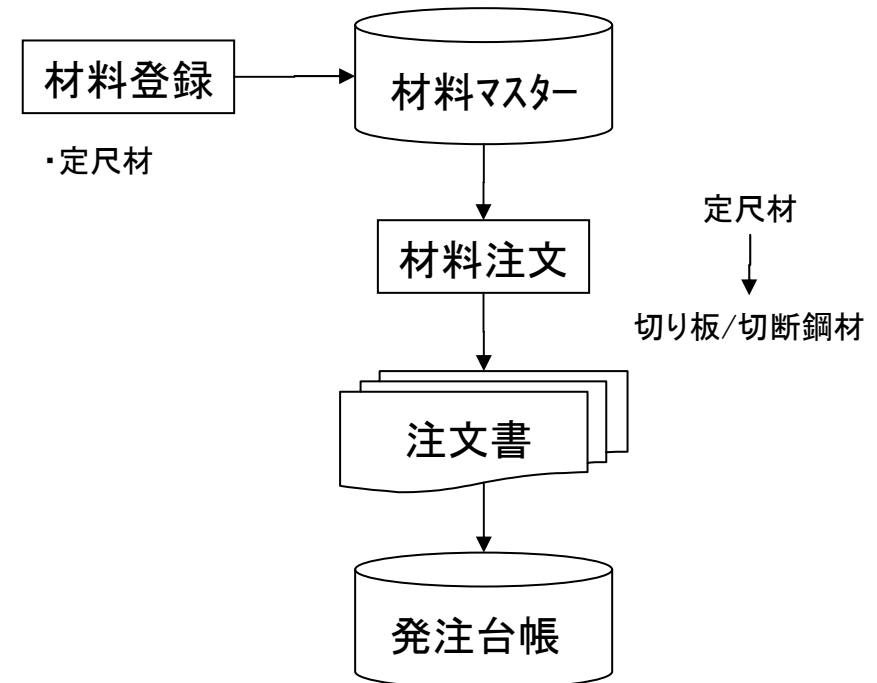 材料登録
材料マスター
・定尺材
材料注文
定尺材
切り板/切断鋼材
注文書
発注台帳